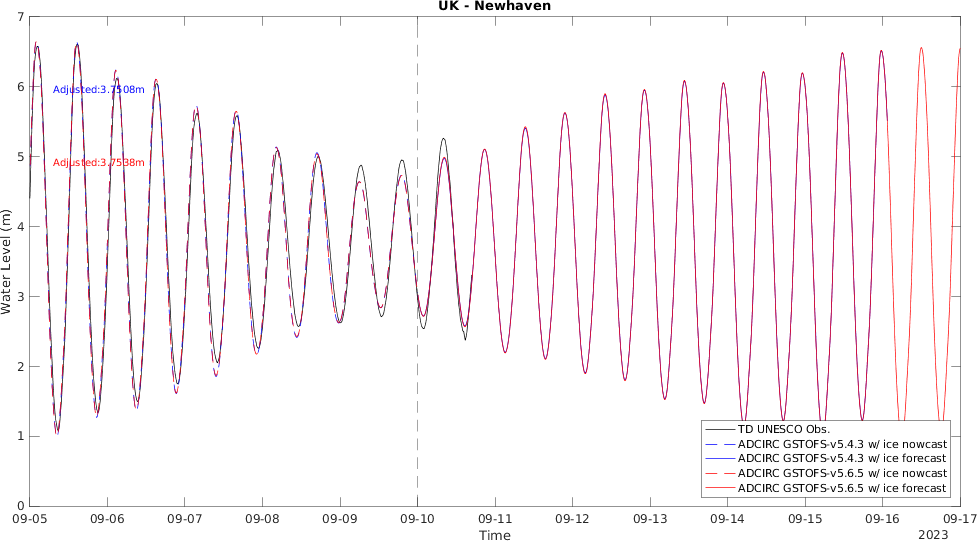 UK - Newhaven
Water Level (m)
7
6
5
4
3
2
1
0
Adjusted:3.7508m
Adjusted:3.7538m
TD UNESCO Obs.
ADCIRC GSTOFS-v5.4.3 w/ ice nowcast
ADCIRC GSTOFS-v5.4.3 w/ ice forecast
ADCIRC GSTOFS-v5.6.5 w/ ice nowcast
ADCIRC GSTOFS-v5.6.5 w/ ice forecast
09-05 09-06 09-07 09-08 09-09 09-10 09-11 09-12 09-13 09-14 09-15 09-16 09-17
Time
2023